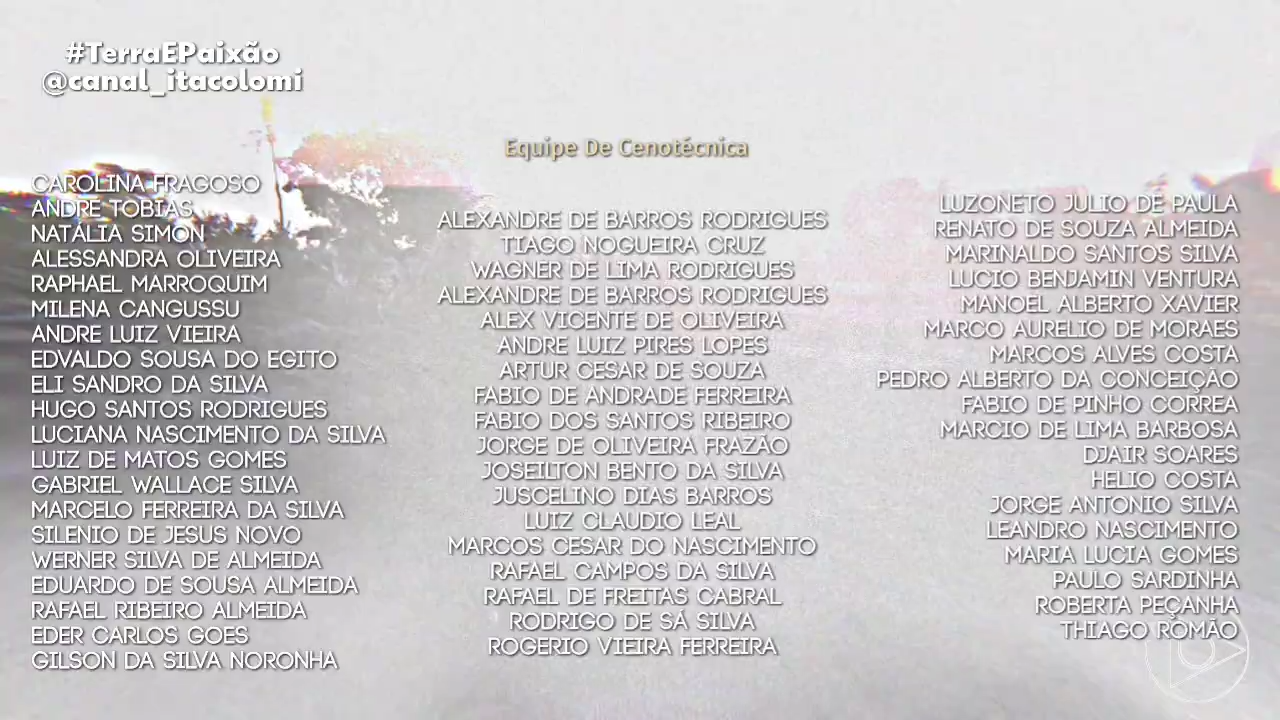 #TerraEPaixão
@canal_itacolomi
Equipe De Cenotécnica
CAROLINA FRAGOSO
ANDRE TOBIAS
NATÁLIA SIMON
ALESSANDRA OLIVEIRA
RAPHAEL MARROQUIM
MILENA CANGUSSU
ANDRE LUIZ VIEIRA
EDVALDO SOUSA DO EGITO
ELI SANDRO DA SILVA
HUGO SANTOS RODRIGUES
LUCIANA NASCIMENTO DA SILVA
LUIZ DE MATOS GOMES
GABRIEL WALLACE SILVA
MARCELO FERREIRA DA SILVA
SILENIO DE JESUS NOVO
WERNER SILVA DE ALMEIDA
EDUARDO DE SOUSA ALMEIDA
RAFAEL RIBEIRO ALMEIDA
EDER CARLOS GOES
GILSON DA SILVA NORONHA
ALEXANDRE DE BARROS RODRIGUES
TIAGO NOGUEIRA CRUZ
WAGNER DE LIMA RODRIGUES
ALEXANDRE DE BARROS RODRIGUES
ALEX VICENTE DE OLIVEIRA
ANDRE LUIZ PIRES LOPES
ARTUR CESAR DE SOUZA
FABIO DE ANDRADE FERREIRA
FABIO DOS SANTOS RIBEIRO
JORGE DE OLIVEIRA FRAZÃO
JOSEILTON BENTO DA SILVA
JUSCELINO DIAS BARROS
LUIZ CLAUDIO LEAL
MARCOS CESAR DO NASCIMENTO
RAFAEL CAMPOS DA SILVA
RAFAEL DE FREITAS CABRAL
RODRIGO DE SÁ SILVA
ROGERIO VIEIRA FERREIRA
LUZONETO JULIO DE PAULA
RENATO DE SOUZA ALMEIDA
MARINALDO SANTOS SILVA
LUCIO BENJAMIN VENTURA
MANOEL ALBERTO XAVIER
MARCO AURELIO DE MORAES
MARCOS ALVES COSTA
PEDRO ALBERTO DA CONCEIÇÃO
FABIO DE PINHO CORREA
MARCIO DE LIMA BARBOSA
DJAIR SOARES
HELIO COSTA
JORGE ANTONIO SILVA
LEANDRO NASCIMENTO
MARIA LUCIA GOMES
PAULO SARDINHA
ROBERTA PEÇANHA
THIAGO ROMÃO